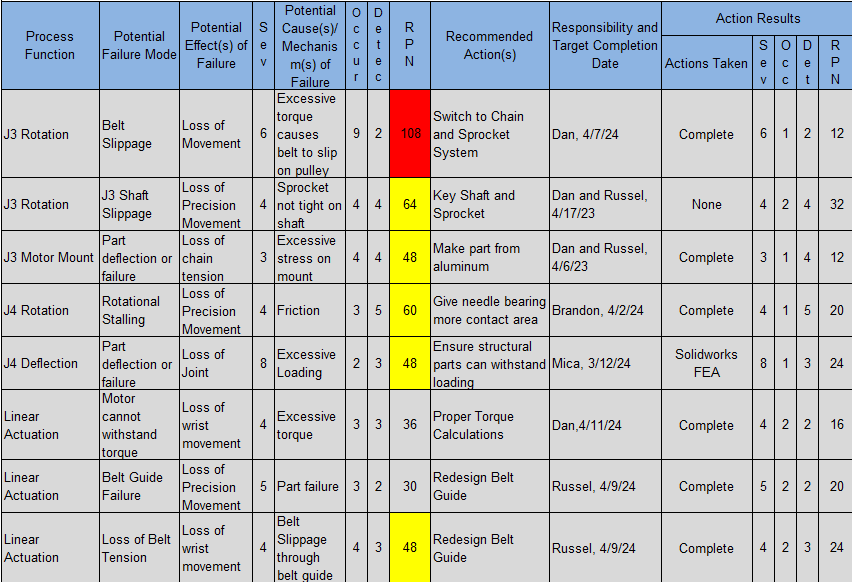 Process Function
Potential Failure Mode
Potential Effect(s) of Failure
Sev
Potential Cause(s)/ Mechanism(s) of Failure
Occur
Detec
RPN
Recommended Action(s)
Responsibility and Target Completion Date
Action Results
Actions Taken
Sev
Occ
Det
RPN
J3 Rotation
Belt Slippage
Loss of Movement
6
Excessive torque causes belt to slip on pulley
9
2
108
Switch to Chain and Sprocket System
Dan, 4/7/24
Complete
6
1
2
12
J3 Rotation
J3 Shaft Slippage
Loss of Precision Movement
4
Sprocket not tight on shaft
4
4
64
Key Shaft and Sprocket
Dan and Russel, 4/17/23
None
4
2
4
32
J3 Motor Mount
Part deflection or failure
Loss of chain tension
3
Excessive stress on mount
4
4
48
Make part from aluminum
Dan and Russel, 4/6/23
Complete
3
1
4
12
J4 Rotation
Rotational Stalling
Loss of Precision Movement
4
Friction
3
5
60
Give needle bearing more contact area
Brandon, 4/2/24
Complete
4
1
5
20
J4 Deflection
Part deflection or failure
Loss of Joint
8
Excessive Loading
2
3
48
Ensure structural parts can withstand loading
Mica, 3/12/24
Solidworks FEA
8
1
3
24
Linear Actuation
Motor cannot withstand torque
Loss of wrist movement
4
Excessive torque
3
3
36
Proper Torque Calculations
Dan,4/11/24
Complete
4
2
2
16
Linear Actuation
Belt Guide Failure
Loss of Precision Movement
5
Part failure
3
2
30
Redesign Belt Guide
Russel, 4/9/24
Complete
5
2
2
20
Linear Actuation
Loss of Belt Tension
Loss of wrist movement
4
Belt Slippage through belt guide
4
3
48
Redesign Belt Guide
Russel, 4/9/24
Complete
4
2
3
24